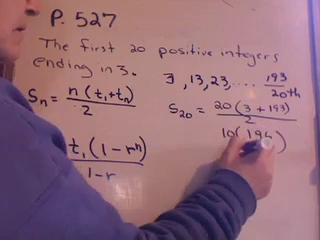 P. 527
The first 20 positive integers
ending in 3.
3, 13, 23, ... 193
20th
Sn = n (t1 + tn) / 2
S20 = 20 (3 + 193) / 2
10 ( 196 )
t1 (1 - r^n) / 1 - r